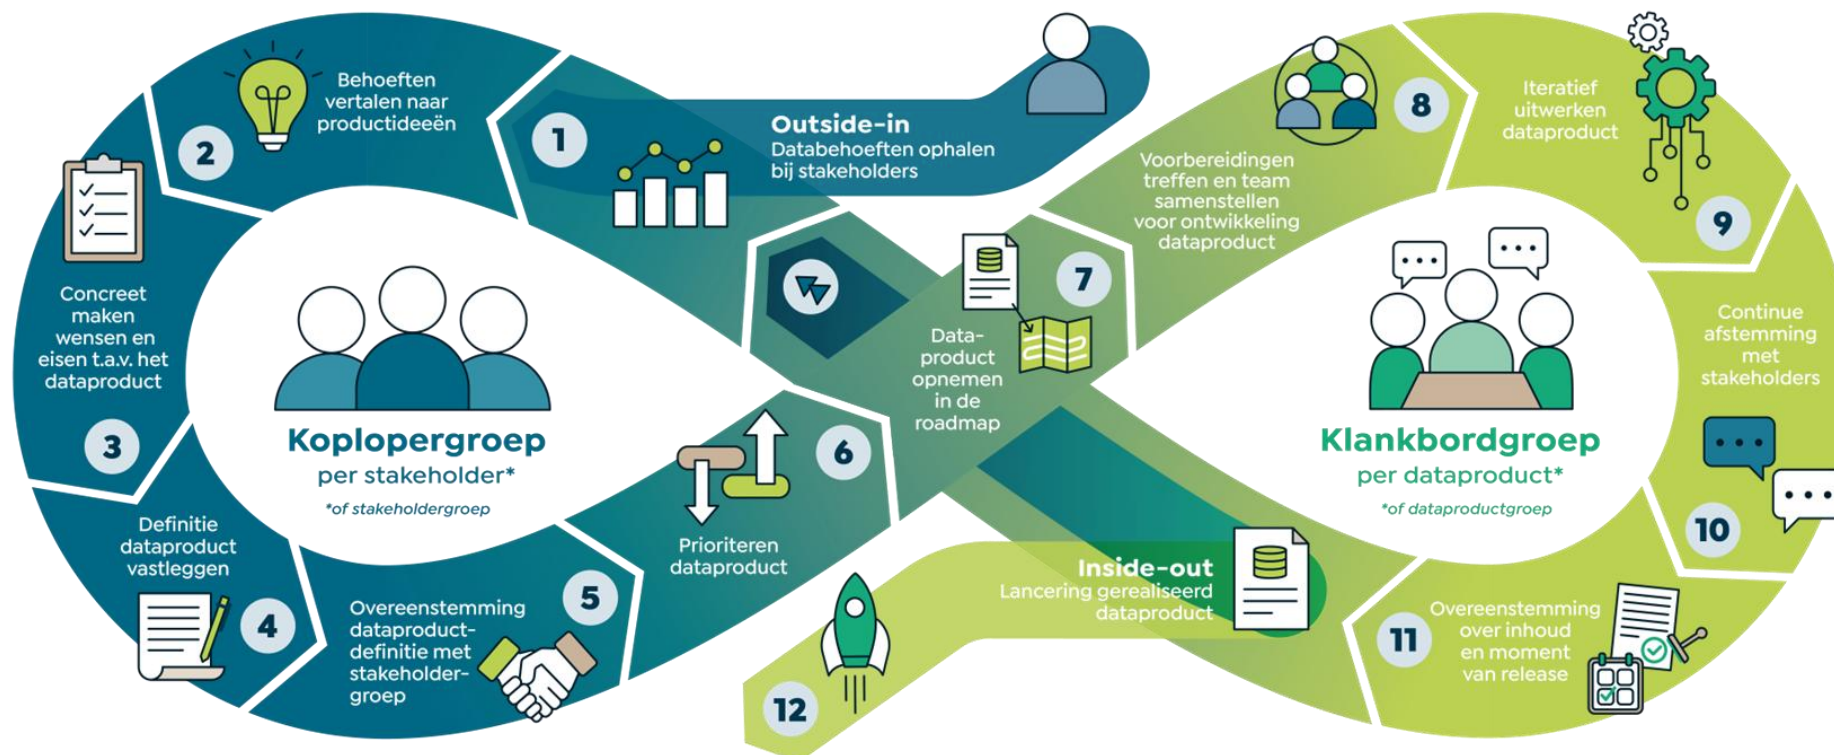 1
Outside-in
Databehoeften ophalen
bij stakeholders
2
Behoeften
vertalen naar
productideeën
3
Concreet
maken
wensen en
eisen t.a.v. het
dataproduct
4
Definitie
dataproduct
vastleggen
5
Overeenstemming
dataproduct-
definitie met
stakeholder-
groep
6
Prioriteren
dataproduct
7
Data-
product
opnemen
in de
roadmap
8
Voorbereidingen
treffen en team
samenstellen
voor ontwikkeling
dataproduct
9
Iteratief
uitwerken
dataproduct
10
Continue
afstemming
met
stakeholders
11
Overeenstemming
over inhoud
en moment
van release
12
Inside-out
Lancering gerealiseerd
dataproduct
Koplopergroep
per stakeholder*
*of stakeholdergroep
Klankbordgroep
per dataproduct*
*of dataproductgroep